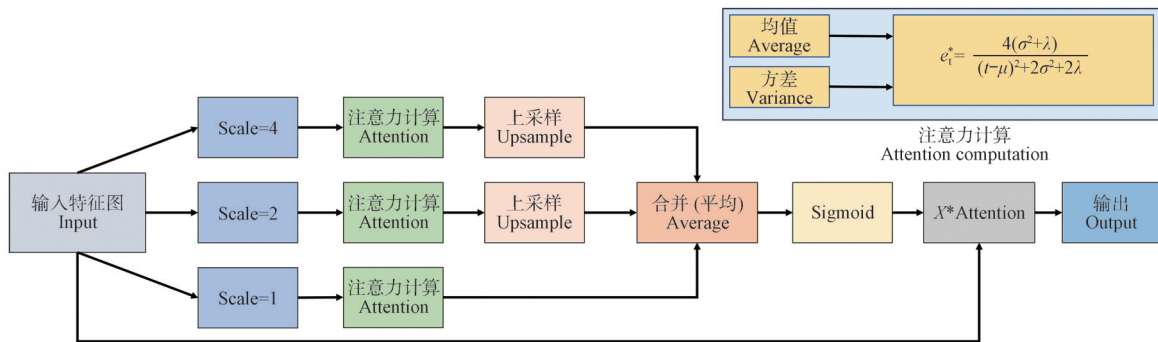 均值
Average
方差
Variance
e_t^* = 4(σ²+λ) / (t−μ)²+2σ²+2λ
注意力计算
Attention computation
Scale=4
注意力计算
Attention
上采样
Upsample
输入特征图
Input
Scale=2
注意力计算
Attention
上采样
Upsample
合并 (平均)
Average
Sigmoid
X*Attention
输出
Output
Scale=1
注意力计算
Attention